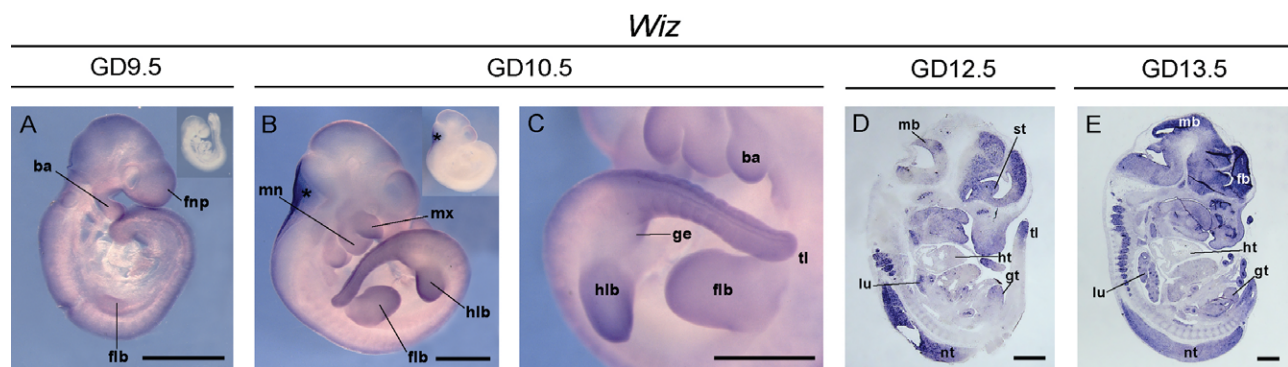 Wiz
GD9.5 GD10.5 GD12.5 GD13.5
A
ba
fnp
flb
B
*
*
mn
mx
hlb
flb
C
ba
ge
tl
hlb
flb
D
mb
st
tl
ht
lu
gt
nt
E
mb
fb
ht
lu
gt
nt